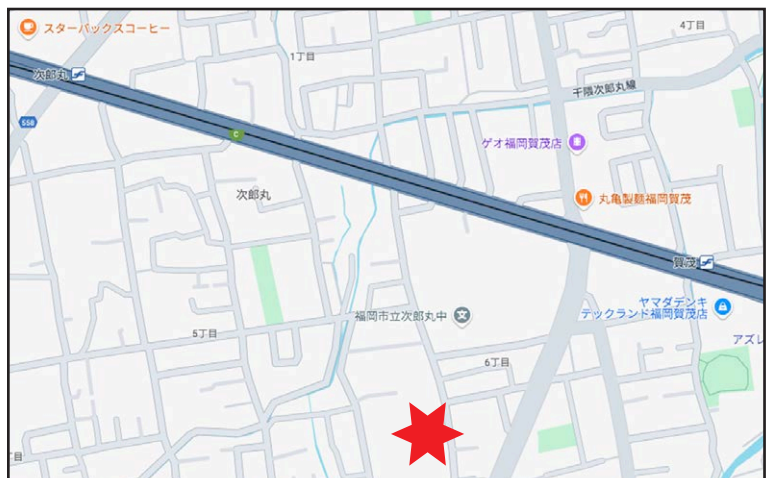 スターバックスコーヒー
4丁目
1丁目
次郎丸
千隈次郎丸線
558
C
ゲオ福岡賀茂店
次郎丸
丸亀製麺福岡賀茂
賀茂
ヤマダデンキ
テックランド福岡賀茂店
福岡市立次郎丸中
文
5丁目
アズレ
6丁目
丁目